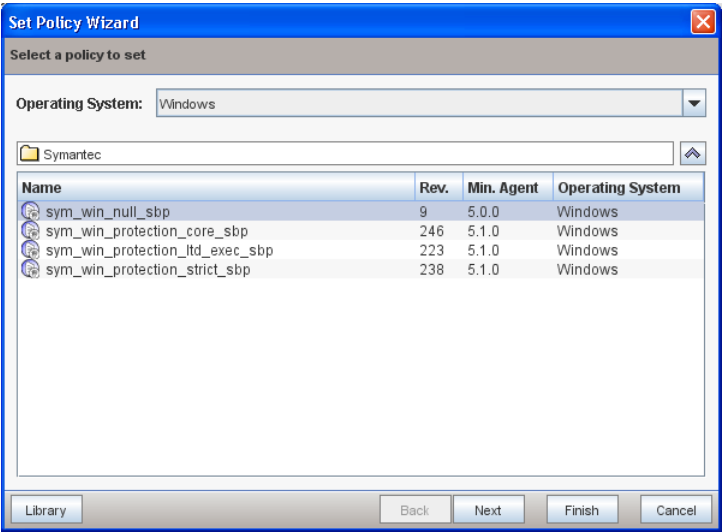 Set Policy Wizard
Select a policy to set
Operating System: Windows
Symantec
Name Rev. Min. Agent Operating System
sym_win_null_sbp 9 5.0.0 Windows
sym_win_protection_core_sbp 246 5.1.0 Windows
sym_win_protection_ltd_exec_sbp 223 5.1.0 Windows
sym_win_protection_strict_sbp 238 5.1.0 Windows
Library Back Next Finish Cancel